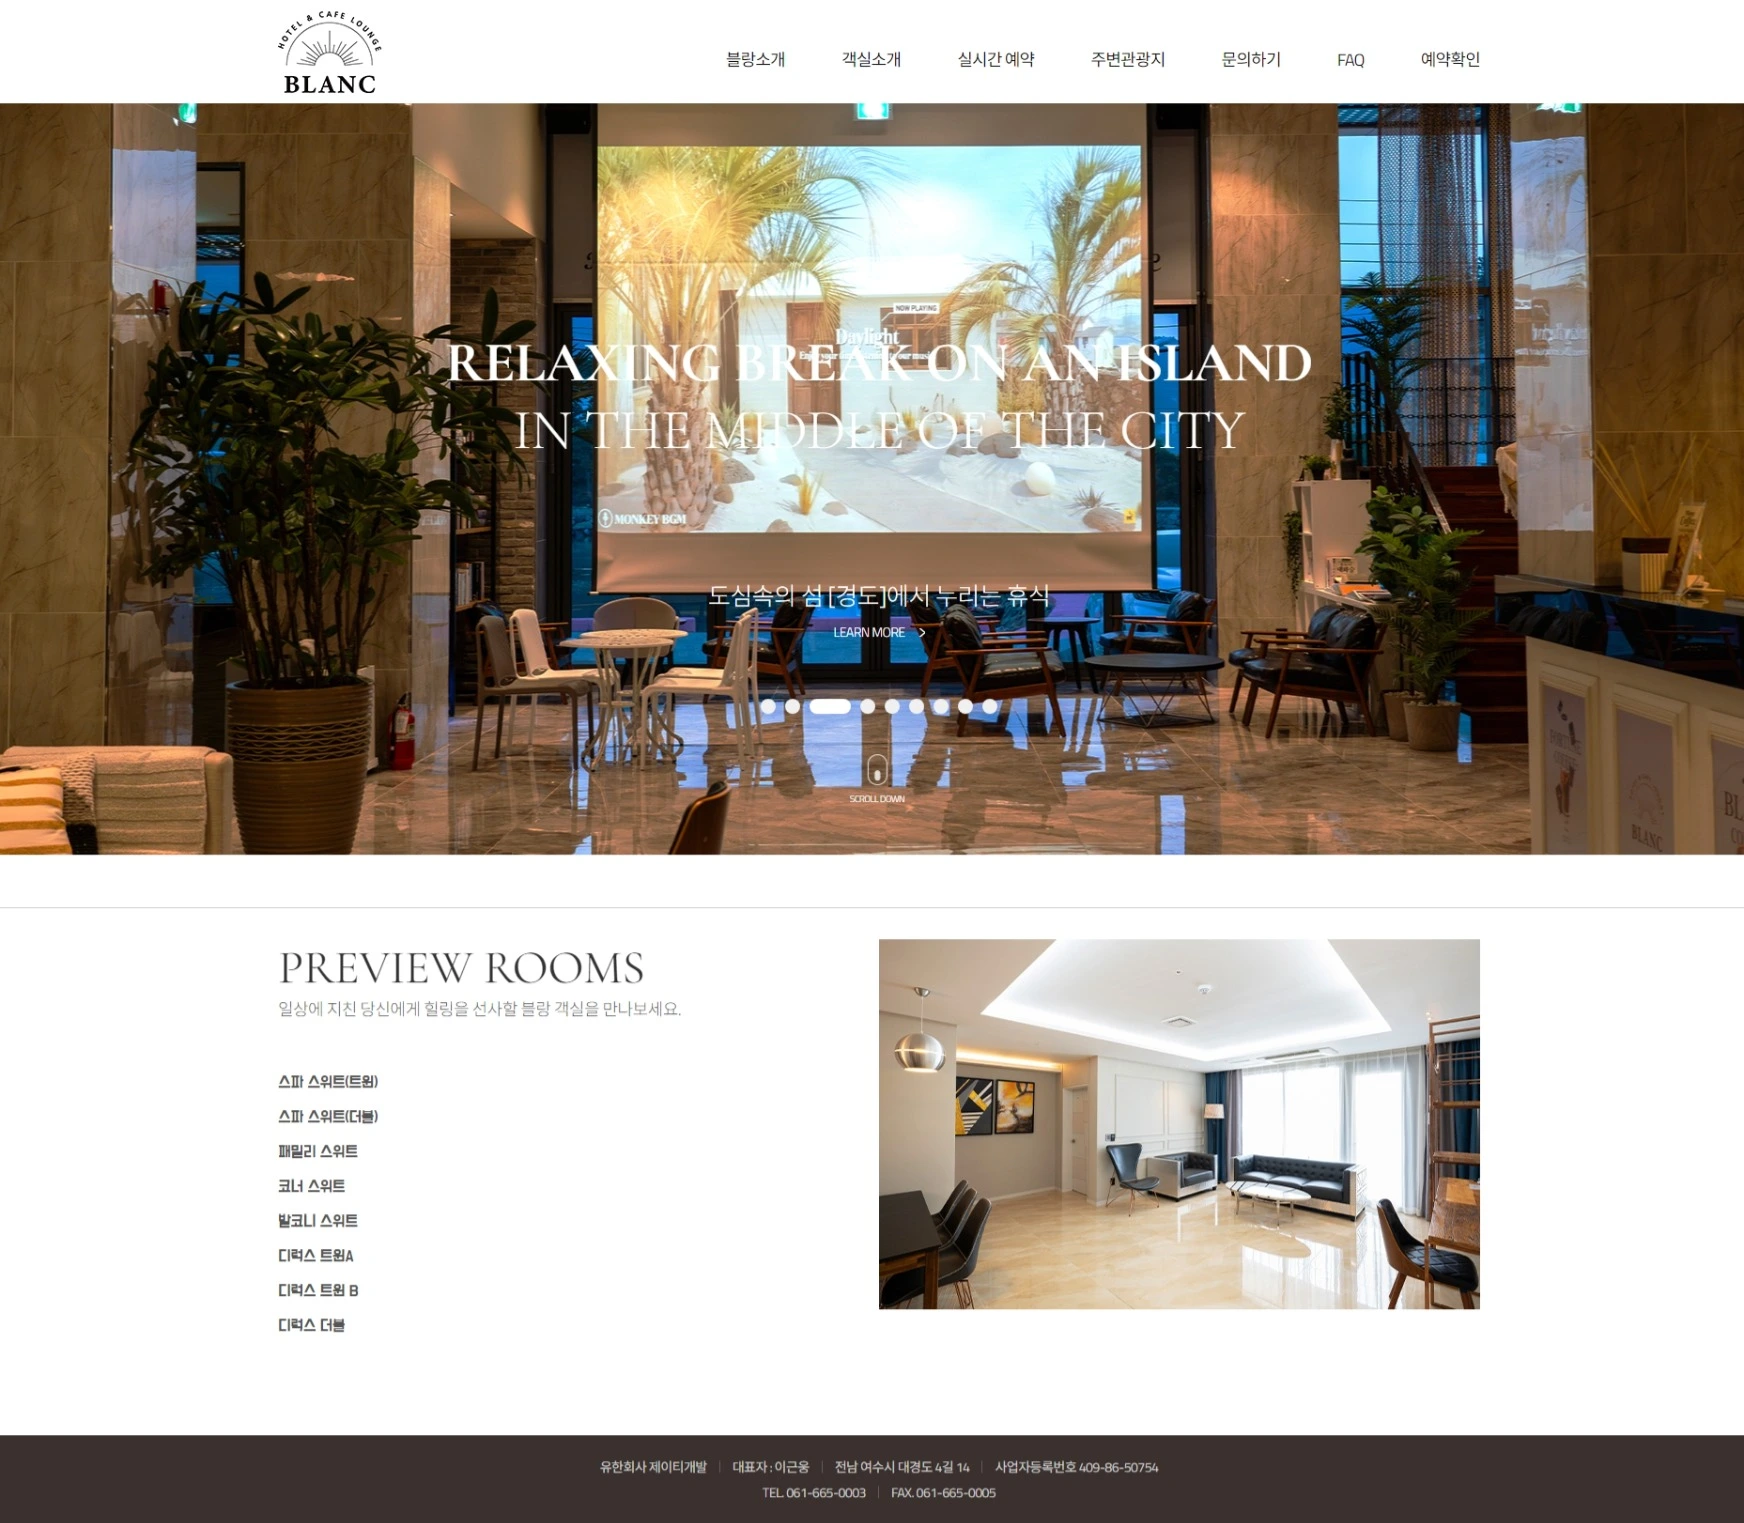 HOTEL & CAFE LOUNGE
BLANC
블랑소개 객실소개 실시간 예약 주변관광지 문의하기 FAQ 예약확인
NOW PLAYING
Daylight
RELAXING BREAK ON AN ISLAND
IN THE MIDDLE OF THE CITY
MONKEY BGM
도심속의 섬 [경도]에서 누리는 휴식
LEARN MORE
SCROLL DOWN
BLANC
PREVIEW ROOMS
일상에 지친 당신에게 힐링을 선사할 블랑 객실을 만나보세요.
스파 스위트(트윈)
스파 스위트(더블)
패밀리 스위트
코너 스위트
발코니 스위트
디럭스 트윈A
디럭스 트윈 B
디럭스 더블
유한회사 제이티개발 대표자 : 이근웅 전남 여수시 대경도 4길 14 사업자등록번호 409-86-50754
TEL. 061-665-0003 FAX. 061-665-0005